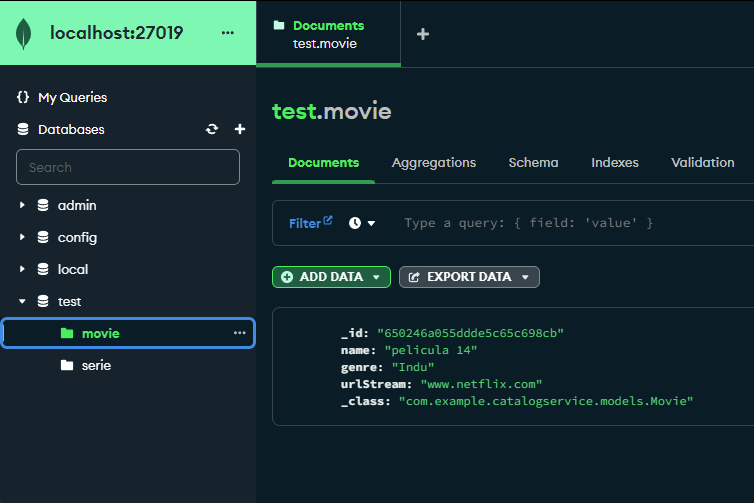 localhost:27019
...
{} My Queries
Databases
Search
admin
config
local
test
movie
...
serie
Documents
test.movie
+
test.movie
Documents Aggregations Schema Indexes Validation
Filter Type a query: { field: 'value' }
ADD DATA EXPORT DATA
_id: "650246a055ddde5c65c698cb"
name: "pelicula 14"
genre: "Indu"
urlStream: "www.netflix.com"
_class: "com.example.catalogservice.models.Movie"